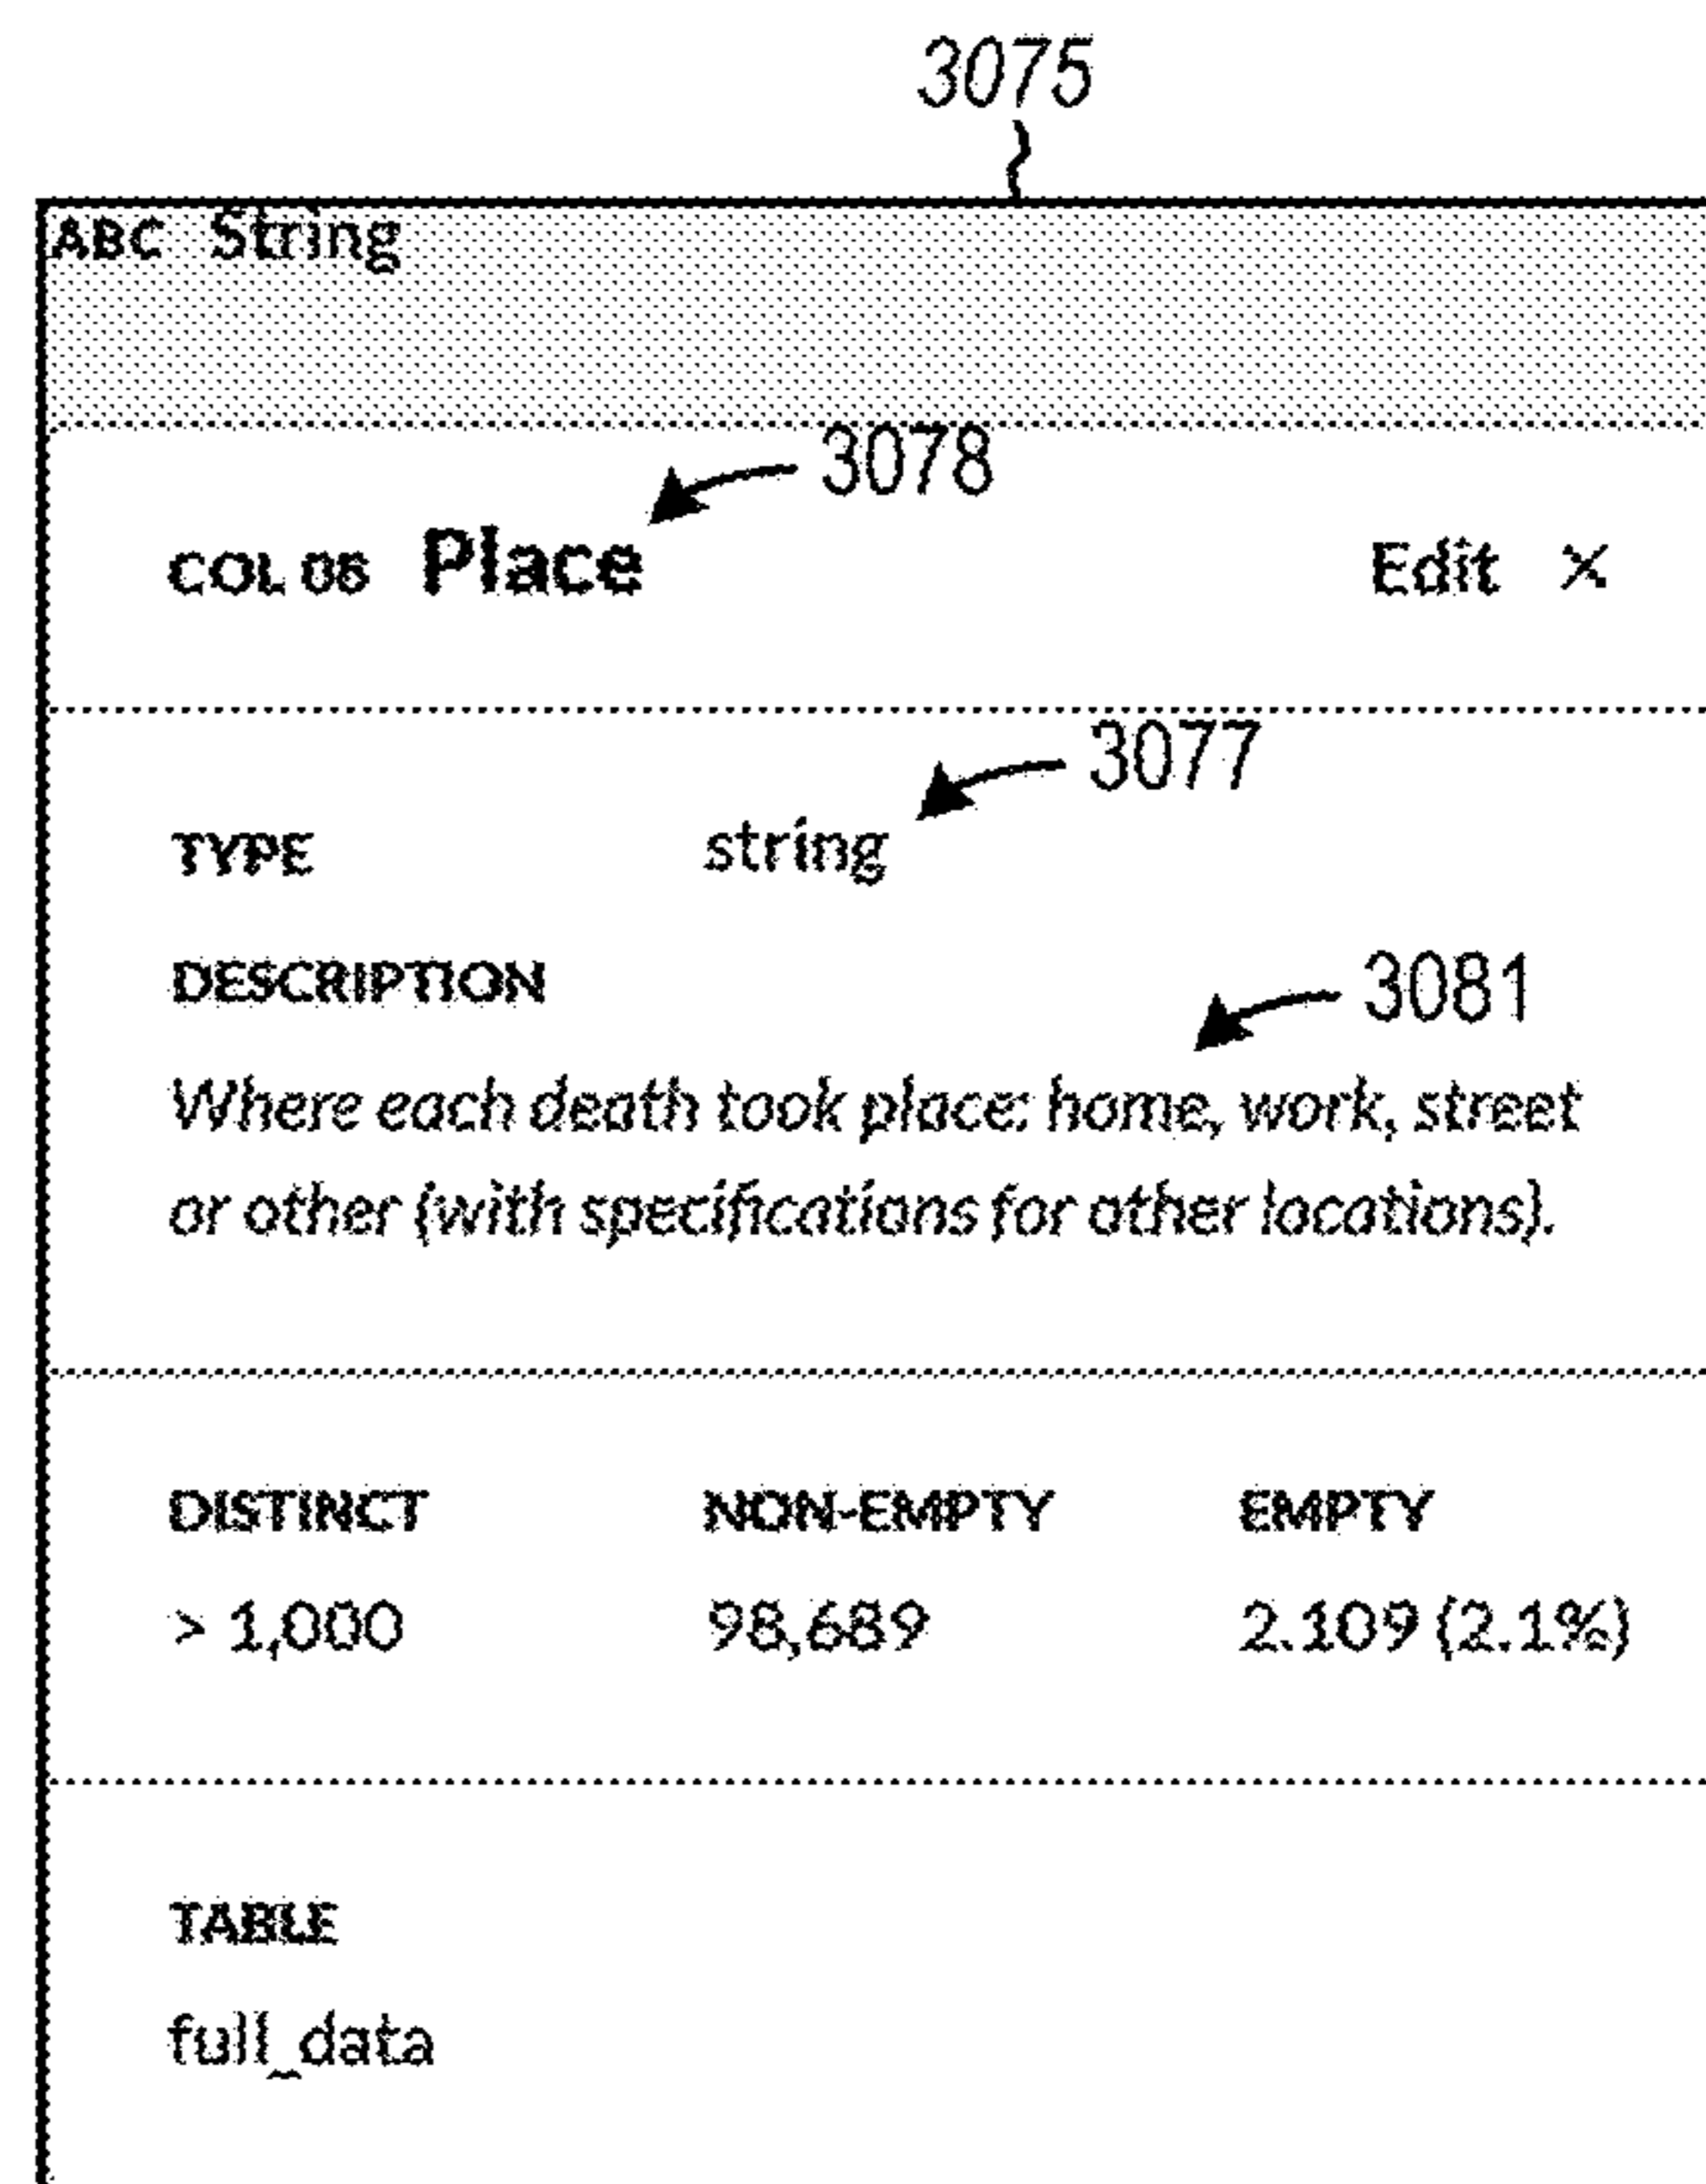 3075
ABC String
3078
COL 06 Place Edit X
3077
TYPE string
DESCRIPTION
3081
Where each death took place: home, work, street
or other (with specifications for other locations).
DISTINCT NON-EMPTY EMPTY
> 1,000 98,689 2.109 (2.1%)
TABLE
full_data